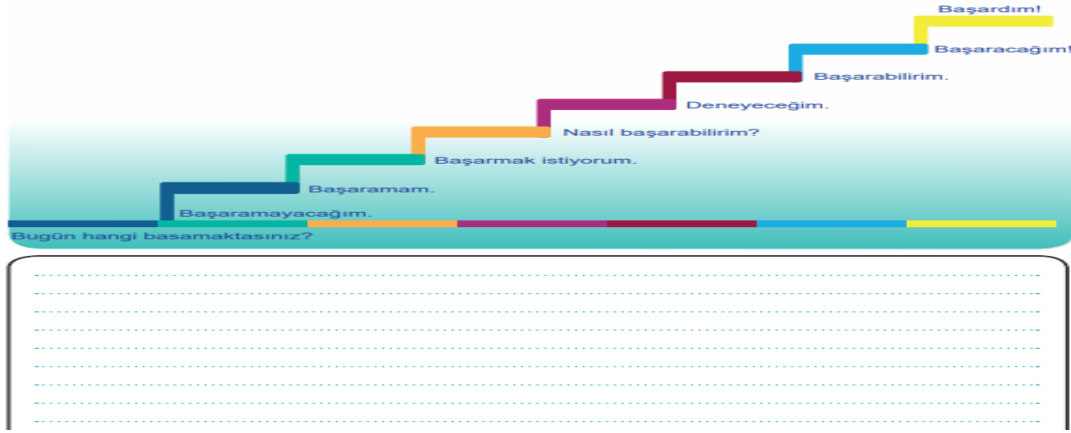 Başardım!
Başaracağım!
Başarabilirim.
Deneyeceğim.
Nasıl başarabilirim?
Başarmak istiyorum.
Başaramam.
Başaramayacağım.
Bugün hangi basamaktasınız?